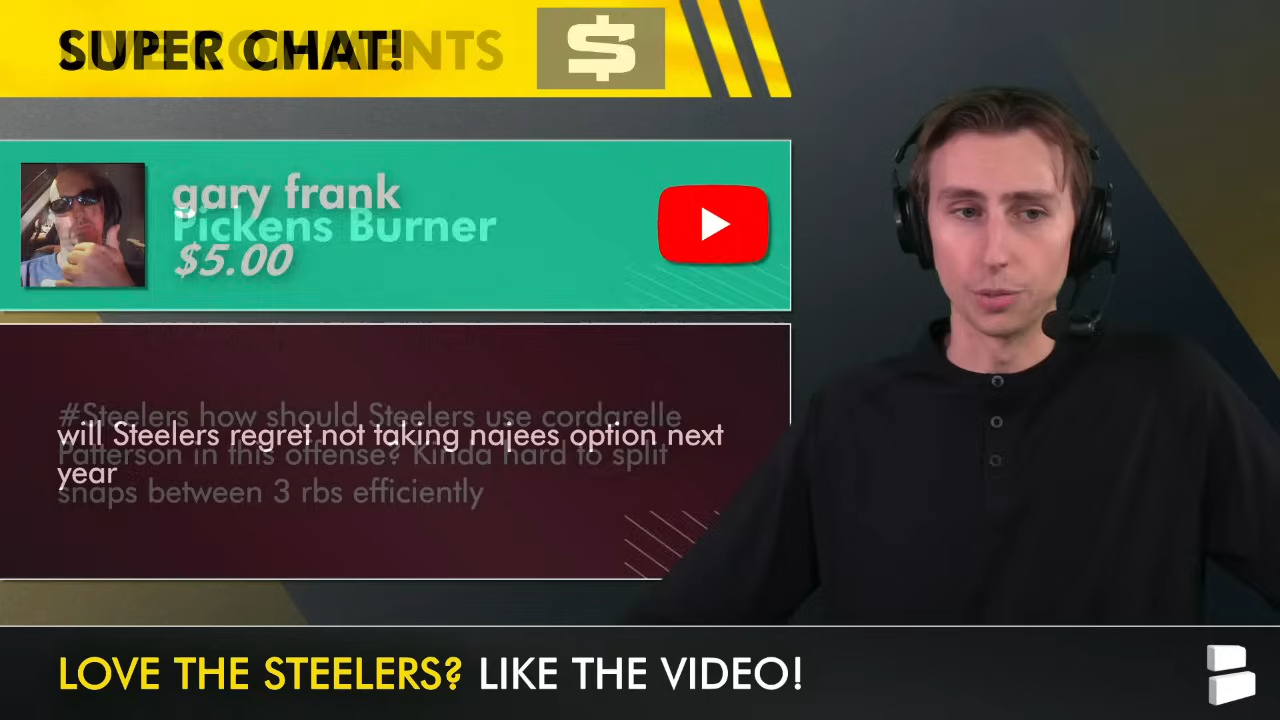 SUPER CHAT!
LIVE COMMENTS
$
gary frank
Pickens Burner
$5.00
#Steelers how should Steelers use cordarelle
Patterson in this offense? Kinda hard to split
snaps between 3 rbs efficiently
will Steelers regret not taking najees option next
year
LOVE THE STEELERS? LIKE THE VIDEO!